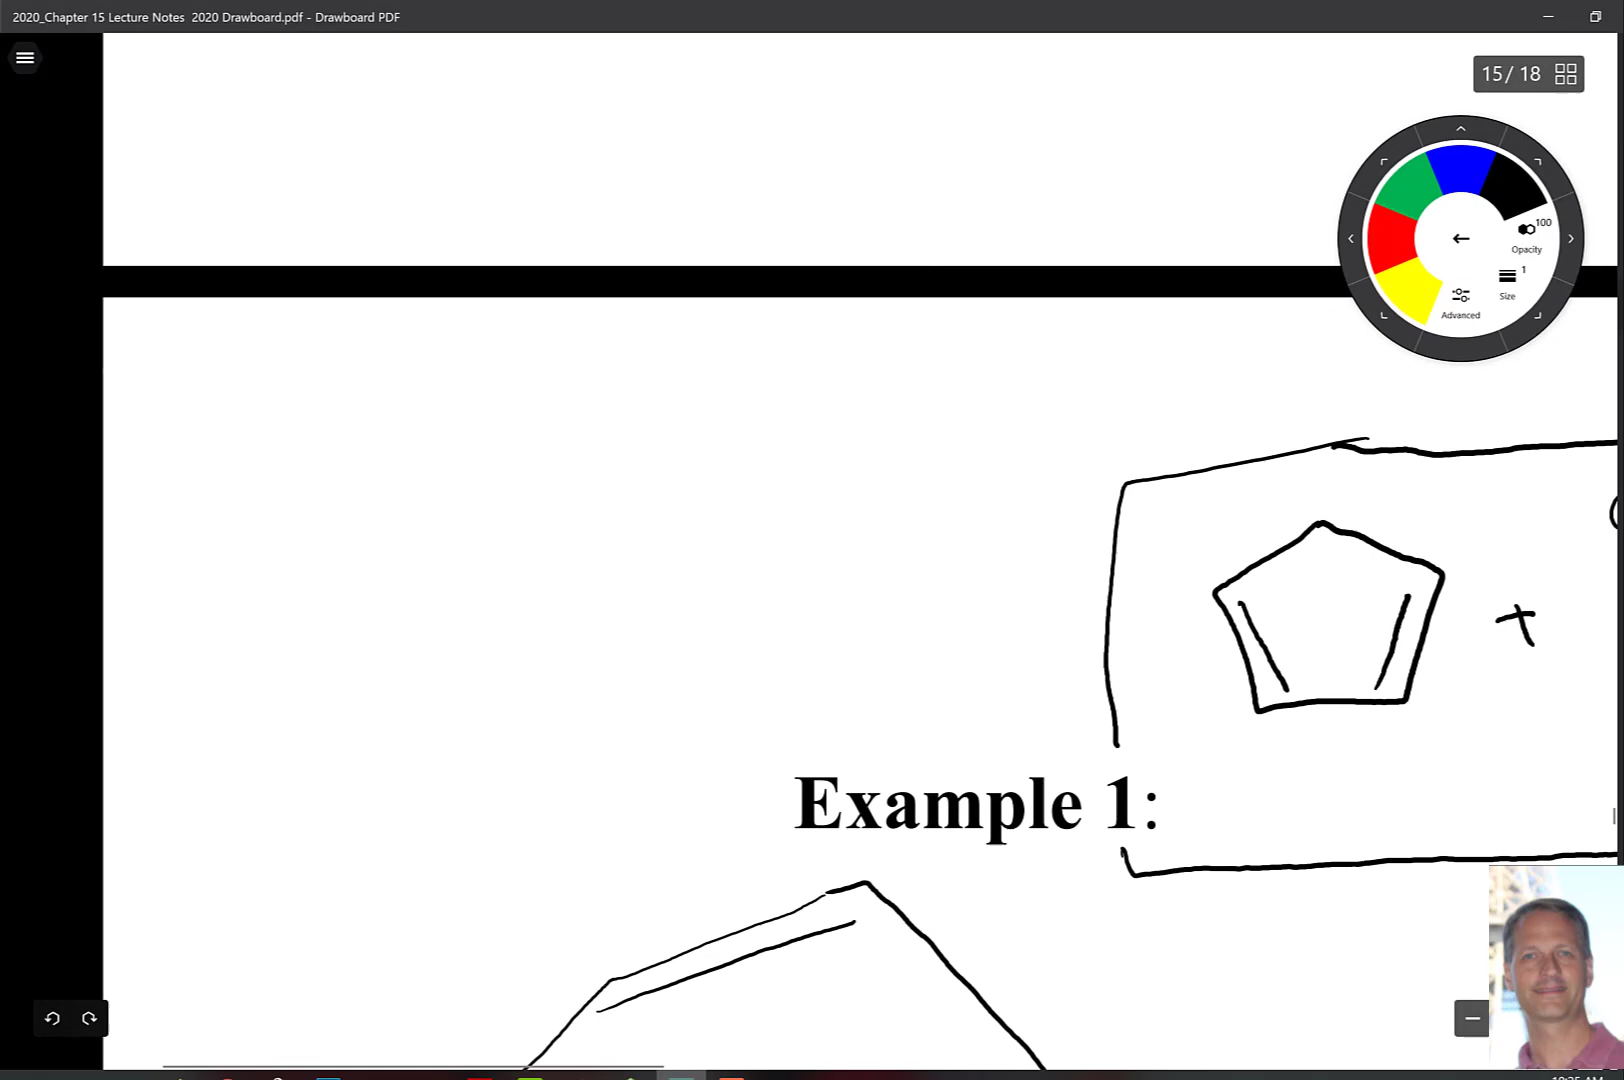 2020_Chapter 15 Lecture Notes 2020 Drawboard.pdf - Drawboard PDF
15 / 18
100
Opacity
1
Size
Advanced
+
Example 1: